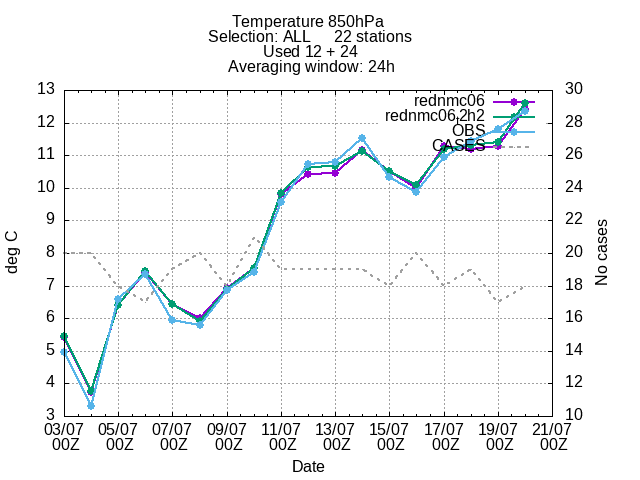 Temperature 850hPa
Selection: ALL 22 stations
Used 12 + 24
Averaging window: 24h
rednmc06
rednmc06,2h2
OBS
CASES
13
12
11
10
9
8
7
6
5
4
3
deg C
30
28
26
24
22
20
18
16
14
12
10
No cases
03/07 05/07 07/07 09/07 11/07 13/07 15/07 17/07 19/07 21/07
00Z 00Z 00Z 00Z 00Z 00Z 00Z 00Z 00Z 00Z
Date